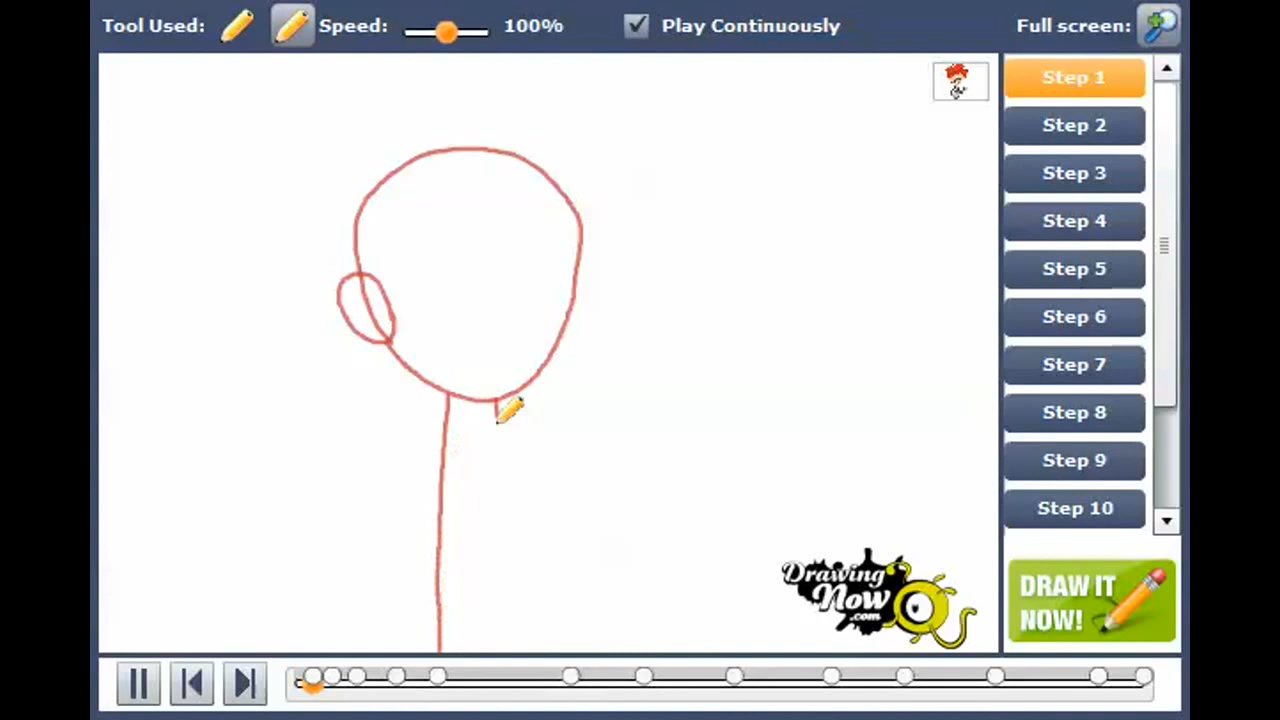 Tool Used:
Speed:
100%
Play Continuously
Full screen:
Step 1
Step 2
Step 3
Step 4
Step 5
Step 6
Step 7
Step 8
Step 9
Step 10
Drawing
Now
.com
DRAW IT
NOW!